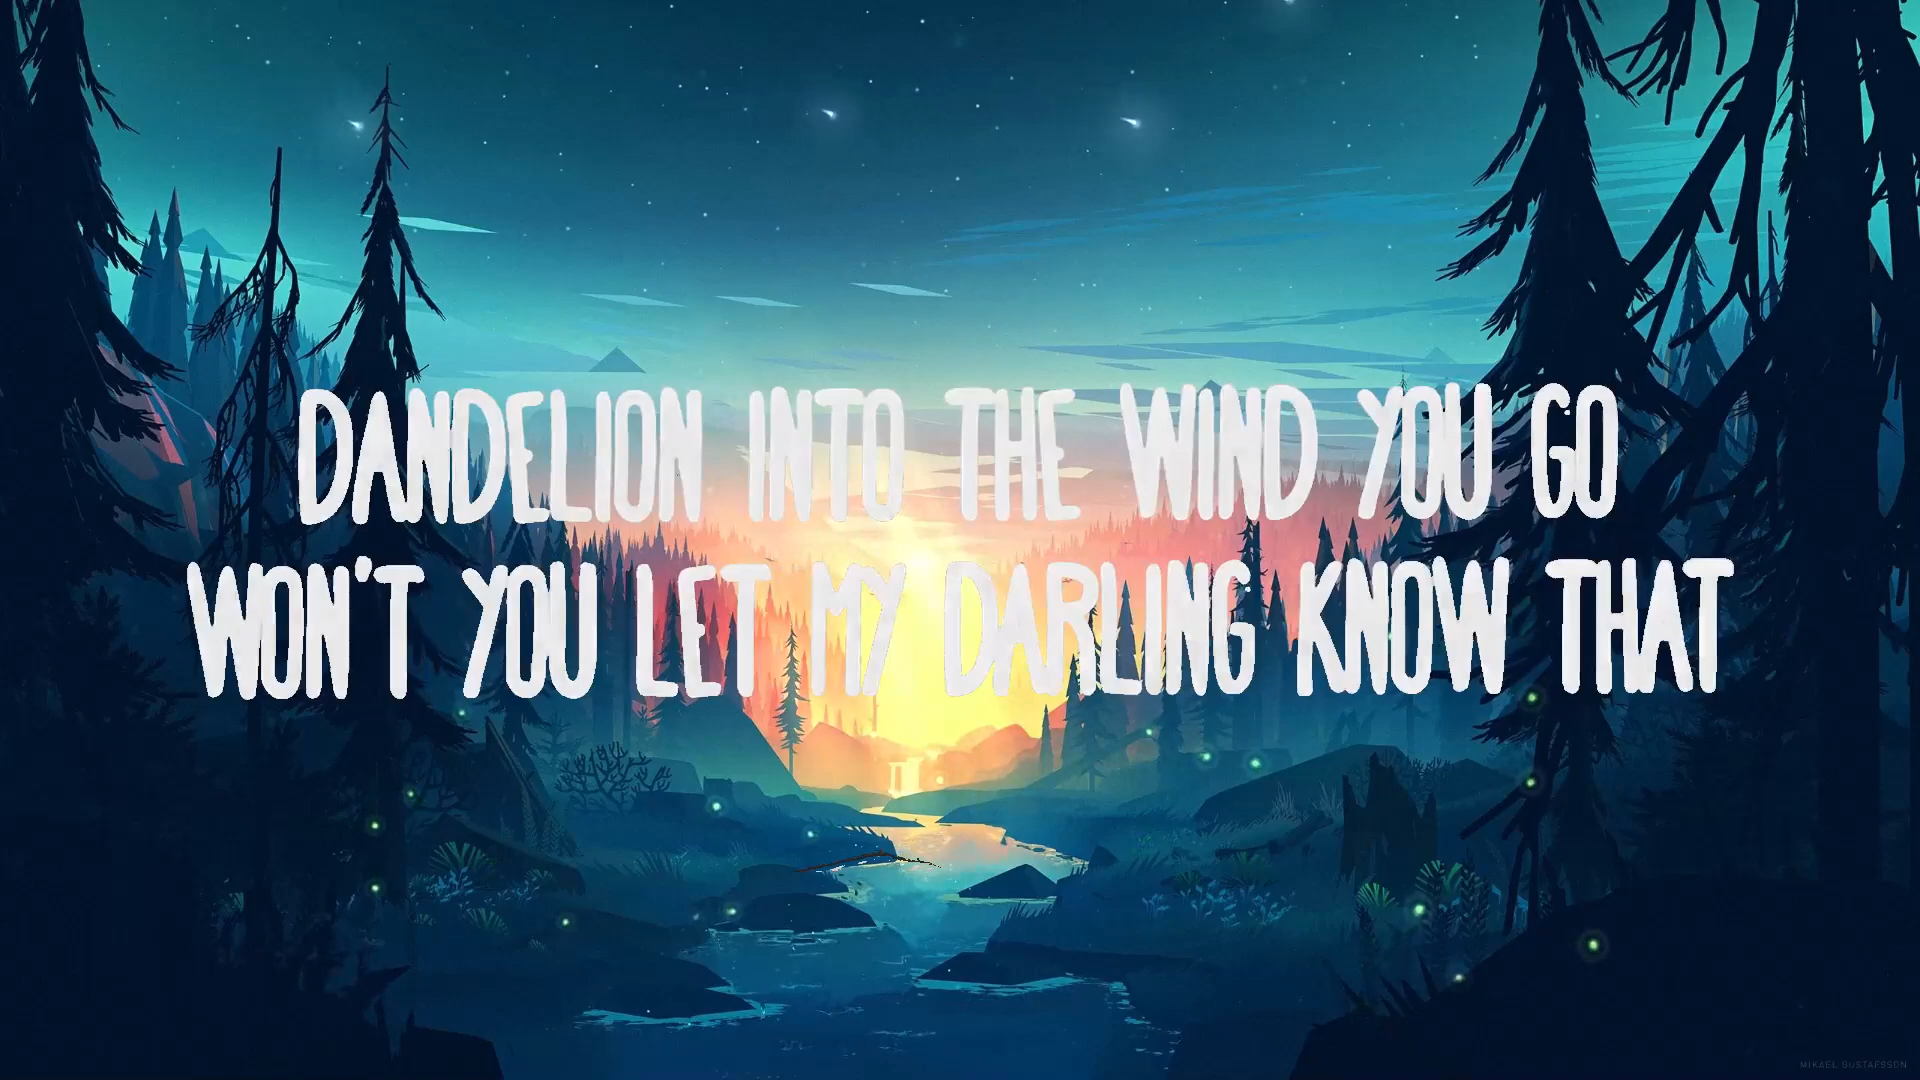 DANDELION INTO THE WIND YOU GO
WON'T YOU LET MY DARLING KNOW THAT
MIKAEL GUSTAFSSON